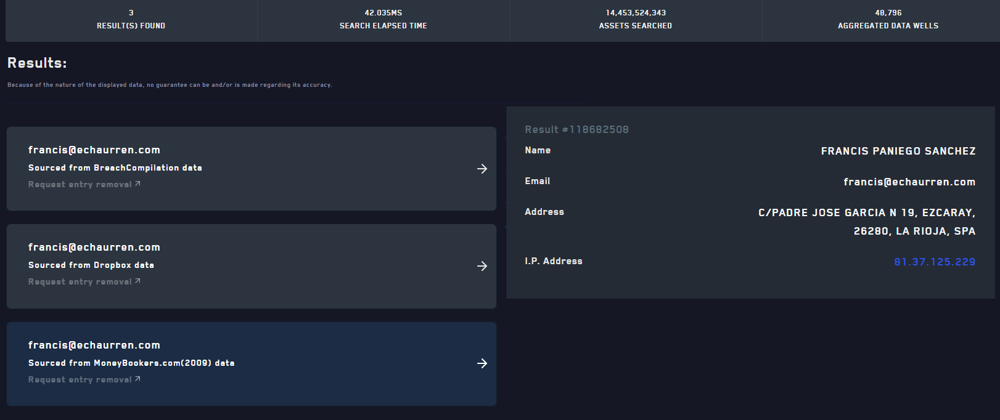 3
RESULT(S) FOUND
42.035MS
SEARCH ELAPSED TIME
14,453,524,343
ASSETS SEARCHED
48,796
AGGREGATED DATA WELLS
Results:
Because of the nature of the displayed data, no guarantee can be and/or is made regarding its accuracy.
francis@echaurren.com
Sourced from BreachCompilation data
Request entry removal
francis@echaurren.com
Sourced from Dropbox data
Request entry removal
francis@echaurren.com
Sourced from MoneyBookers.com(2009) data
Request entry removal
Result #118682508
Name FRANCIS PANIEGO SANCHEZ
Email francis@echaurren.com
Address C/PADRE JOSE GARCIA N 19, EZCARAY,
26280, LA RIOJA, SPA
I.P. Address 81.37.125.229